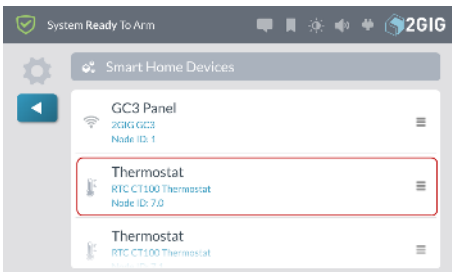 System Ready To Arm
2GIG
Smart Home Devices
GC3 Panel
2GIG GC3
Node ID: 1
Thermostat
RTC CT100 Thermostat
Node ID: 7.0
Thermostat
RTC CT100 Thermostat